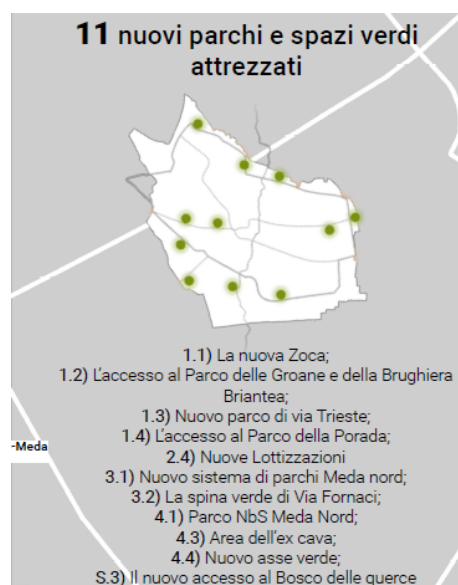 11 nuovi parchi e spazi verdi
attrezzati
1.1) La nuova Zoca;
1.2) L'accesso al Parco delle Groane e della Brughiera
Briantea;
1.3) Nuovo parco di via Trieste;
1.4) L'accesso al Parco della Porada;
-Meda
2.4) Nuove Lottizzazioni
3.1) Nuovo sistema di parchi Meda nord;
3.2) La spina verde di Via Fornaci;
4.1) Parco NbS Meda Nord;
4.3) Area dell'ex cava;
4.4) Nuovo asse verde;
S.3) Il nuovo accesso al Bosco delle querce